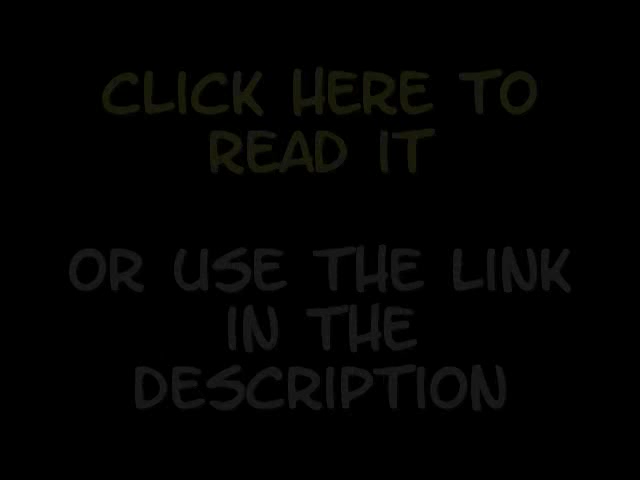 CLICK HERE TO
READ IT
OR USE THE LINK
IN THE
DESCRIPTION